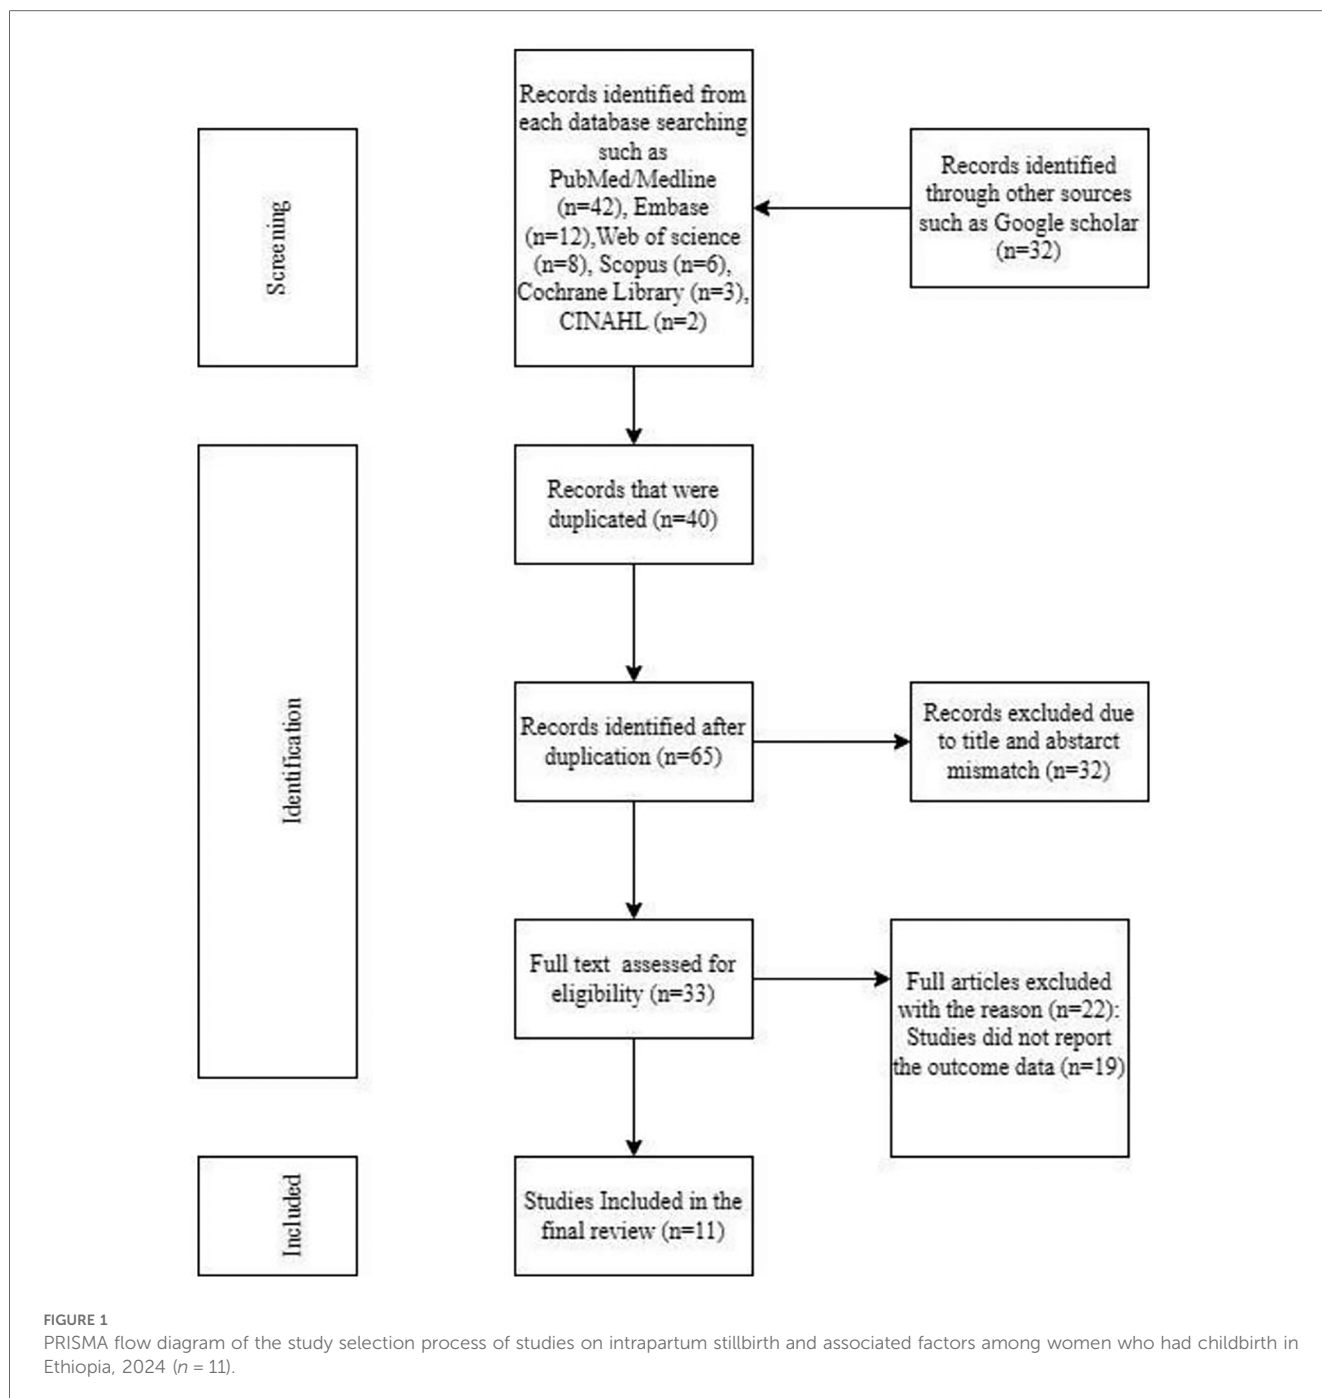 Screening
Records identified from
each database searching
such as
PubMed/Medline
(n=42), Embase
(n=12),Web of science
(n=8), Scopus (n=6),
Cochrane Library (n=3),
CINAHL (n=2)
Records identified
through other sources
such as Google scholar
(n=32)
Identification
Records that were
duplicated (n=40)
Records identified after
duplication (n=65)
Records excluded due
to title and abstarct
mismatch (n=32)
Full text assessed for
eligibility (n=33)
Full articles excluded
with the reason (n=22):
Studies did not report
the outcome data (n=19)
Included
Studies Included in the
final review (n=11)
FIGURE 1
PRISMA flow diagram of the study selection process of studies on intrapartum stillbirth and associated factors among women who had childbirth in
Ethiopia, 2024 (n = 11).